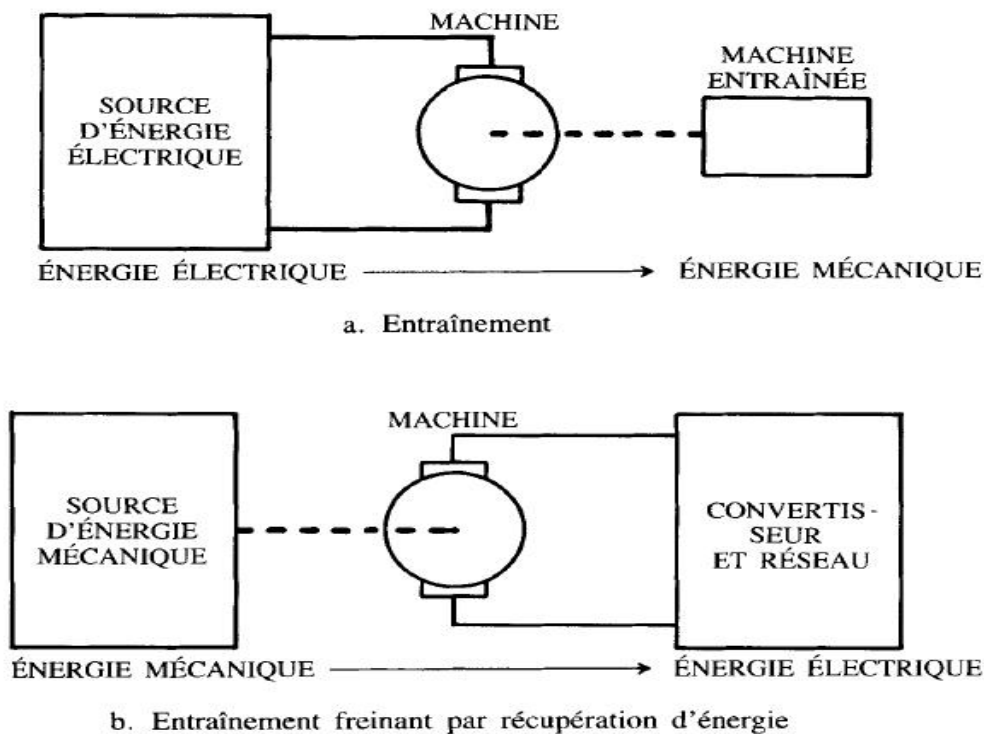 MACHINE
MACHINE
ENTRAÎNÉE
SOURCE
D'ÉNERGIE
ÉLECTRIQUE
ÉNERGIE ÉLECTRIQUE
ÉNERGIE MÉCANIQUE
a. Entraînement
MACHINE
SOURCE
D'ÉNERGIE
MÉCANIQUE
CONVERTIS-
SEUR
ET RÉSEAU
ÉNERGIE MÉCANIQUE
ÉNERGIE ÉLECTRIQUE
b. Entraînement freinant par récupération d'énergie